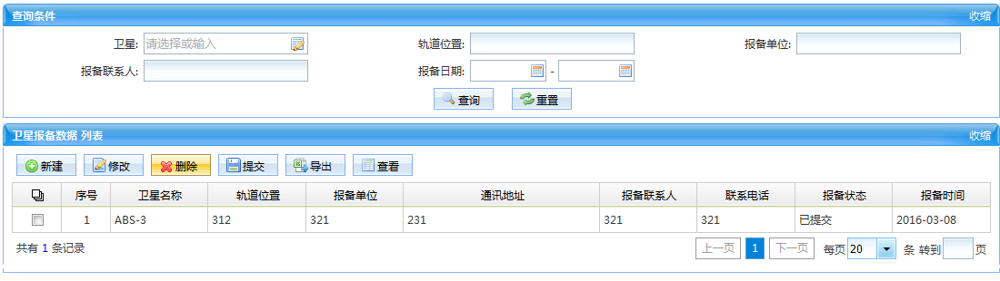 查询条件 收缩
卫星: 请选择或输入 轨道位置: 报备单位:
报备联系人: 报备日期: -
查询 重置
卫星报备数据 列表 收缩
新建 修改 删除 提交 导出 查看
序号 卫星名称 轨道位置 报备单位 通讯地址 报备联系人 联系电话 报备状态 报备时间
1 ABS-3 312 321 231 321 321 已提交 2016-03-08
共有 1 条记录 上一页 1 下一页 每页 20 条 转到 页